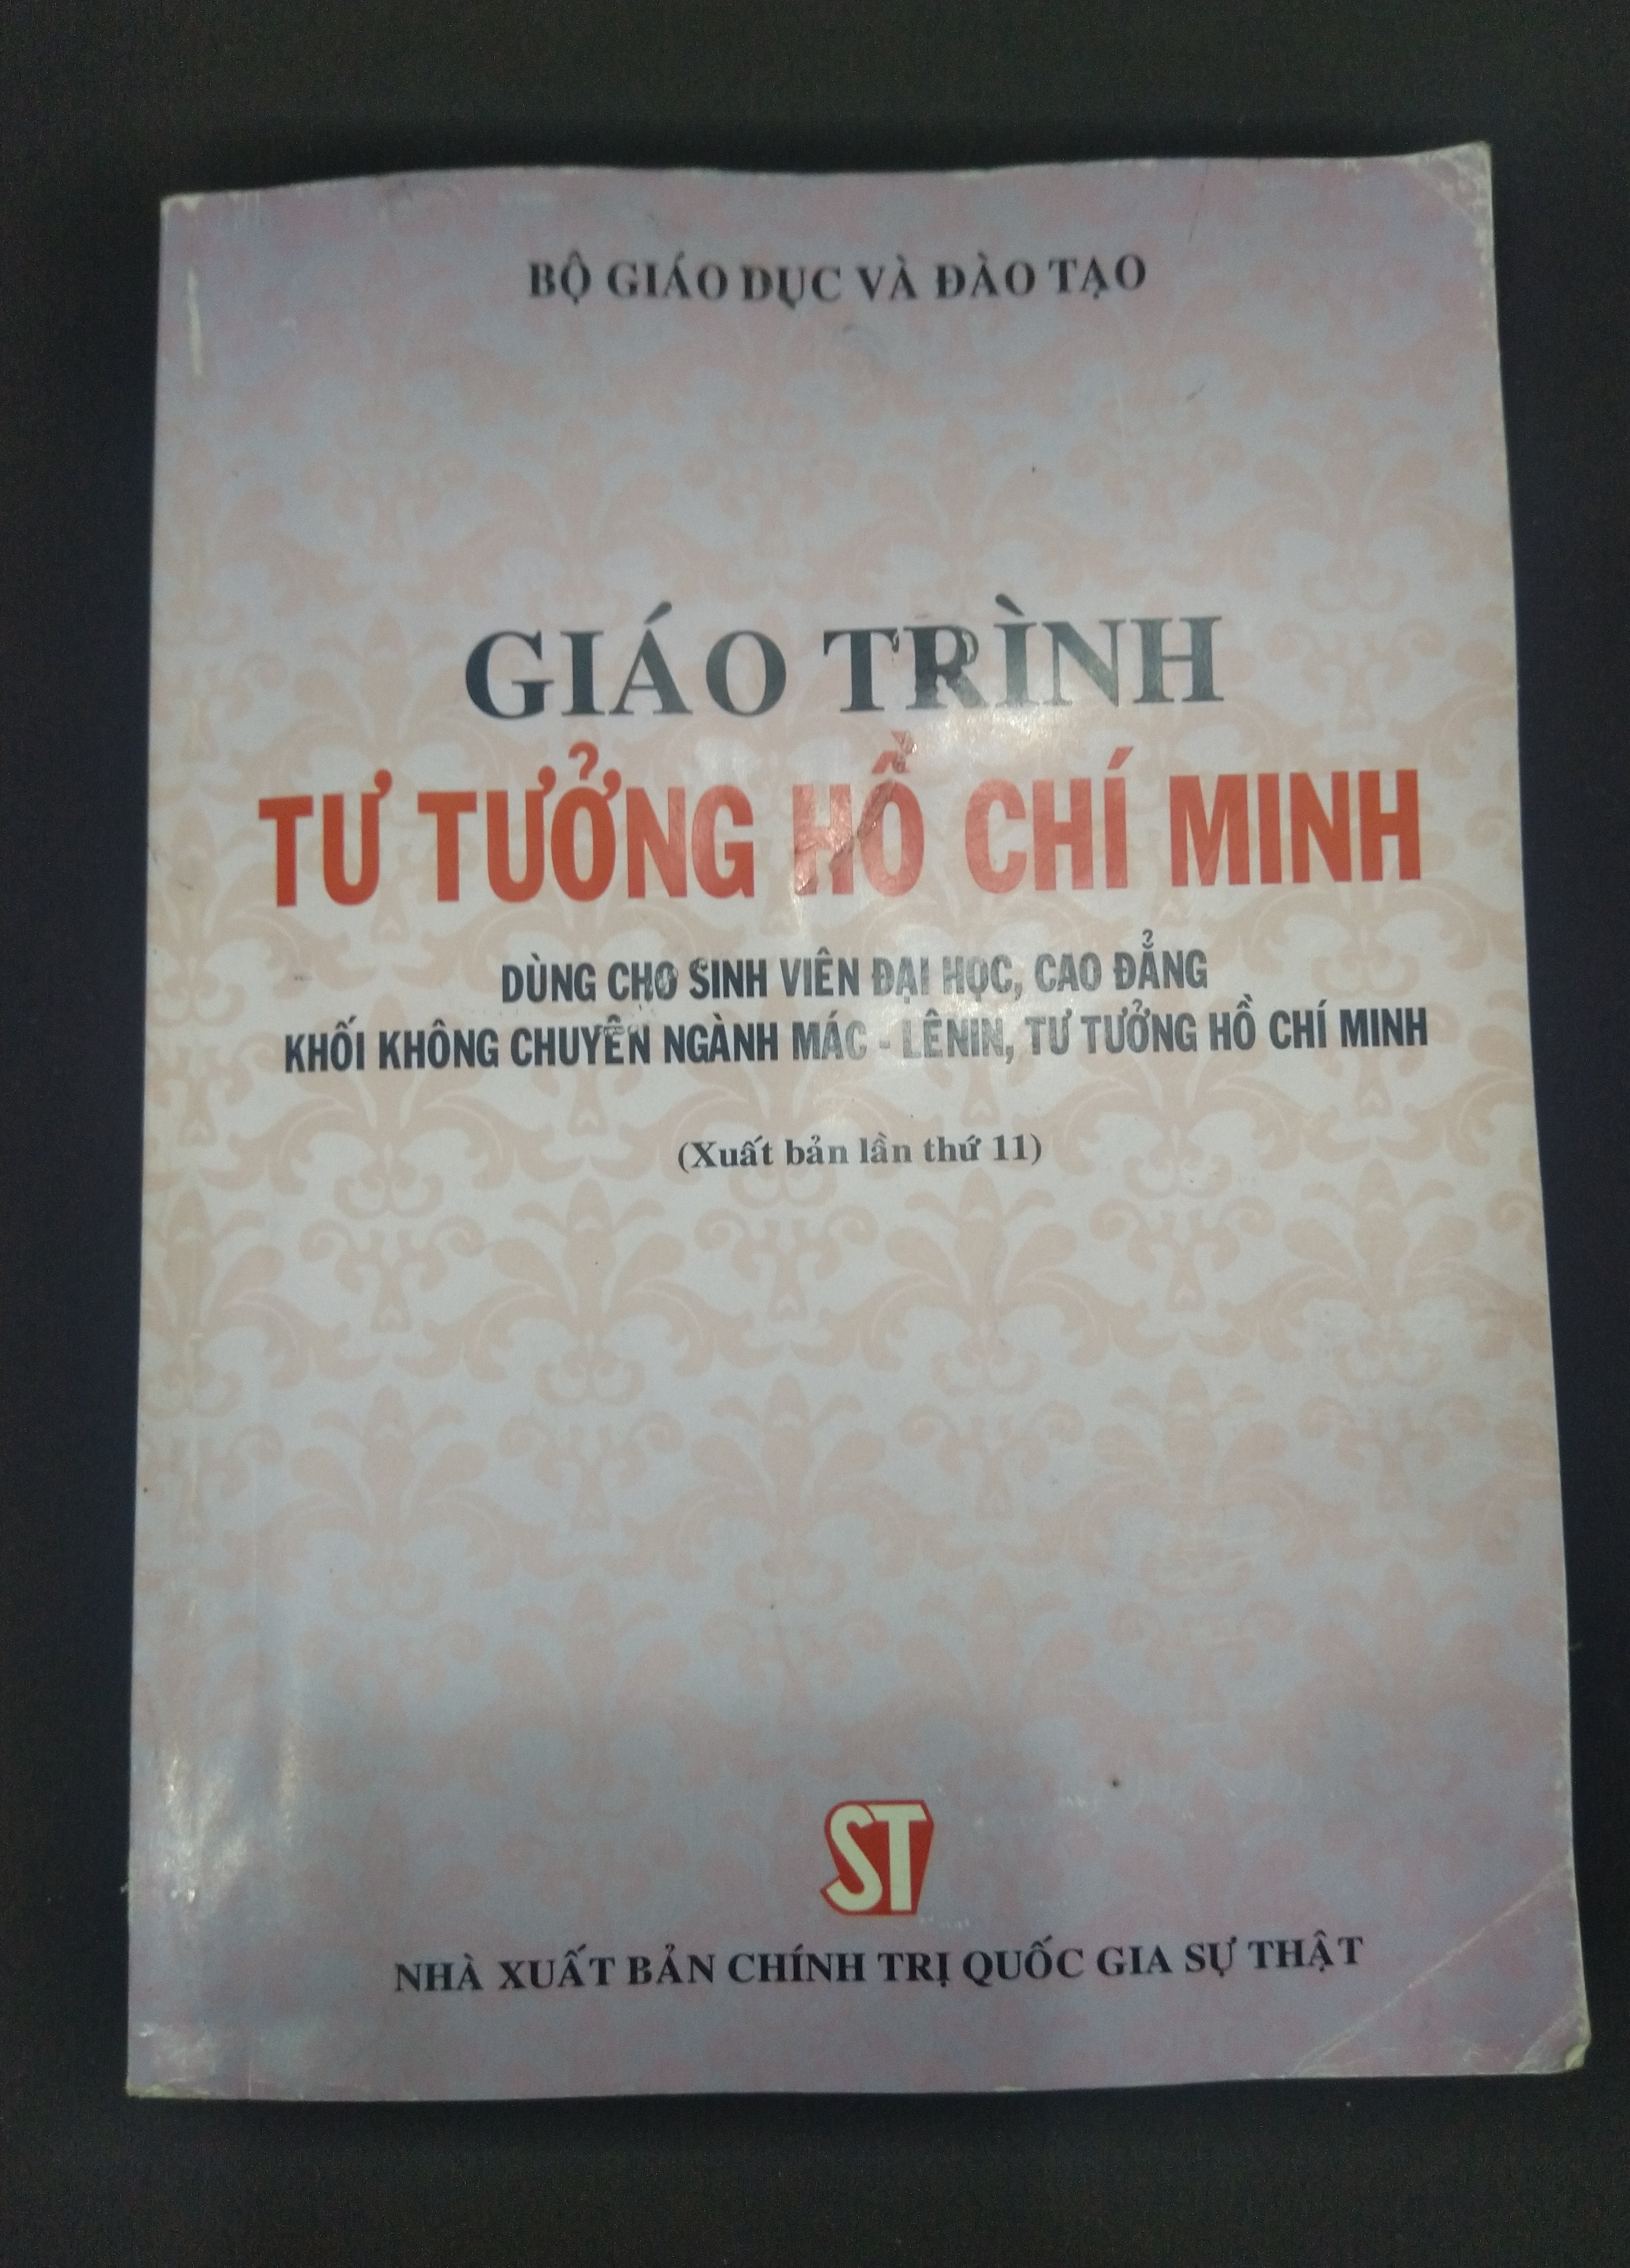 BỘ GIÁO DỤC VÀ ĐÀO TẠO
GIÁO TRÌNH
TƯ TƯỞNG HỒ CHÍ MINH
DÙNG CHO SINH VIÊN ĐẠI HỌC, CAO ĐẲNG
KHỐI KHÔNG CHUYÊN NGÀNH MÁC - LÊNIN, TƯ TƯỞNG HỒ CHÍ MINH
(Xuất bản lần thứ 11)
ST
NHÀ XUẤT BẢN CHÍNH TRỊ QUỐC GIA SỰ THẬT